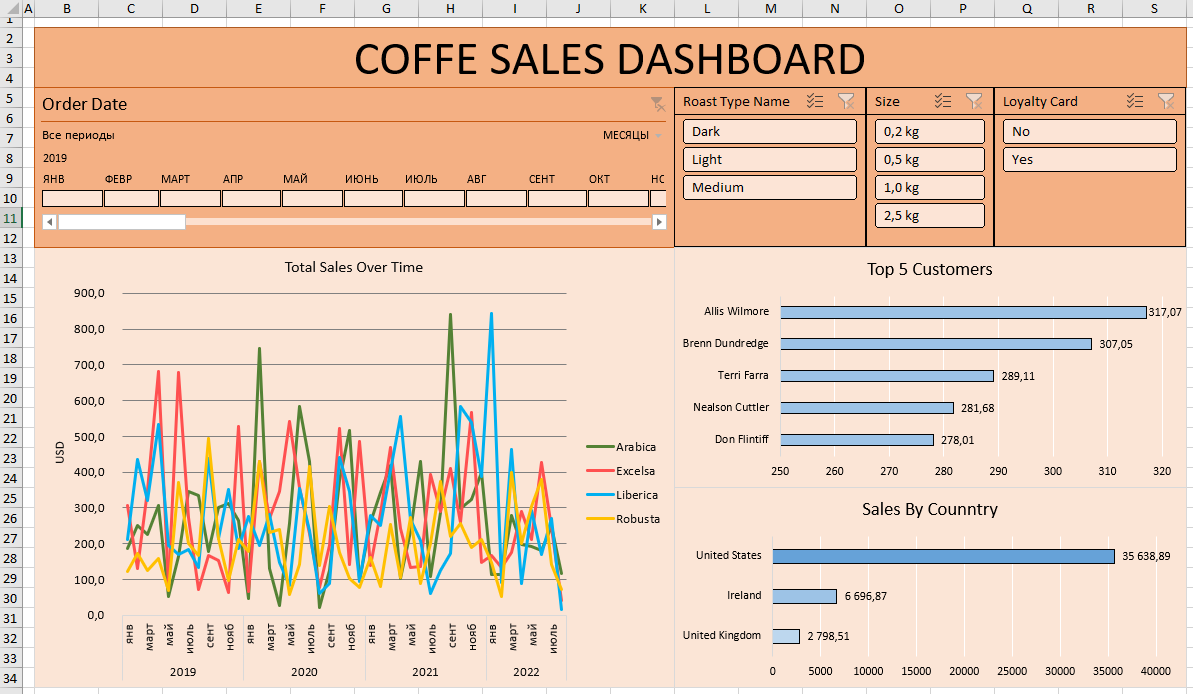 A B C D E F G H I J K L M N O P Q R S
1
2
3
4
5
6
7
8
9
10
11
12
13
14
15
16
17
18
19
20
21
22
23
24
25
26
27
28
29
30
31
32
33
34
COFFE SALES DASHBOARD
Order Date
Все периоды МЕСЯЦЫ
2019
ЯНВ ФЕВР МАРТ АПР МАЙ ИЮНЬ ИЮЛЬ АВГ СЕНТ ОКТ НО
Roast Type Name
Dark
Light
Medium
Size
0,2 kg
0,5 kg
1,0 kg
2,5 kg
Loyalty Card
No
Yes
Total Sales Over Time
USD
900,0
800,0
700,0
600,0
500,0
400,0
300,0
200,0
100,0
0,0
янв март май июль сент нояб янв март май июль сент нояб янв март май июль сент нояб янв март май июль
2019 2020 2021 2022
Arabica
Excelsa
Liberica
Robusta
Top 5 Customers
Allis Wilmore 317,07
Brenn Dundredge 307,05
Terri Farra 289,11
Nealson Cuttler 281,68
Don Flintiff 278,01
250 260 270 280 290 300 310 320
Sales By Counntry
United States 35 638,89
Ireland 6 696,87
United Kingdom 2 798,51
0 5000 10000 15000 20000 25000 30000 35000 40000